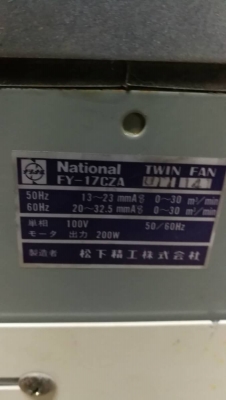 National TWIN FAN
FY-17CZA
50Hz 13〜23 mmAg 0〜30 m³/min
60Hz 20〜32.5 mmAg 0〜30 m³/min
単相 100V 50/60Hz
モータ 出力 200W
製造者 松下精工株式会社